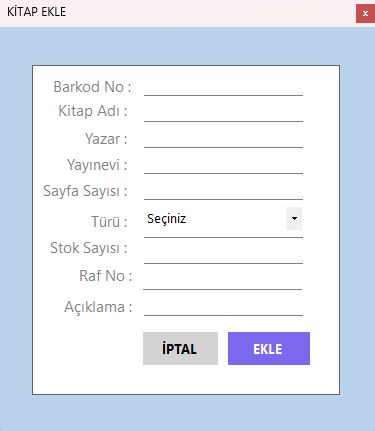 KİTAP EKLE
x
Barkod No :
Kitap Adı :
Yazar :
Yayınevi :
Sayfa Sayısı :
Türü : Seçiniz
Stok Sayısı :
Raf No :
Açıklama :
İPTAL EKLE